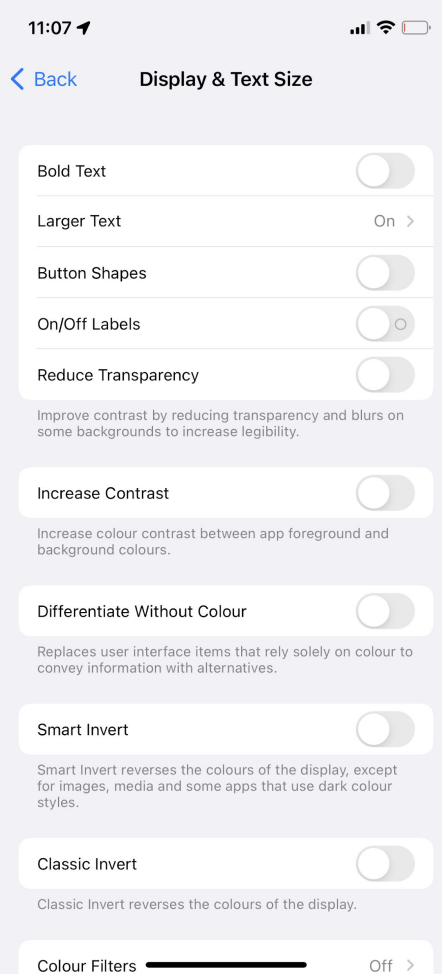 11:07
Back
Display & Text Size
Bold Text
Larger Text On
Button Shapes
On/Off Labels
Reduce Transparency
Improve contrast by reducing transparency and blurs on
some backgrounds to increase legibility.
Increase Contrast
Increase colour contrast between app foreground and
background colours.
Differentiate Without Colour
Replaces user interface items that rely solely on colour to
convey information with alternatives.
Smart Invert
Smart Invert reverses the colours of the display, except
for images, media and some apps that use dark colour
styles.
Classic Invert
Classic Invert reverses the colours of the display.
Colour Filters Off